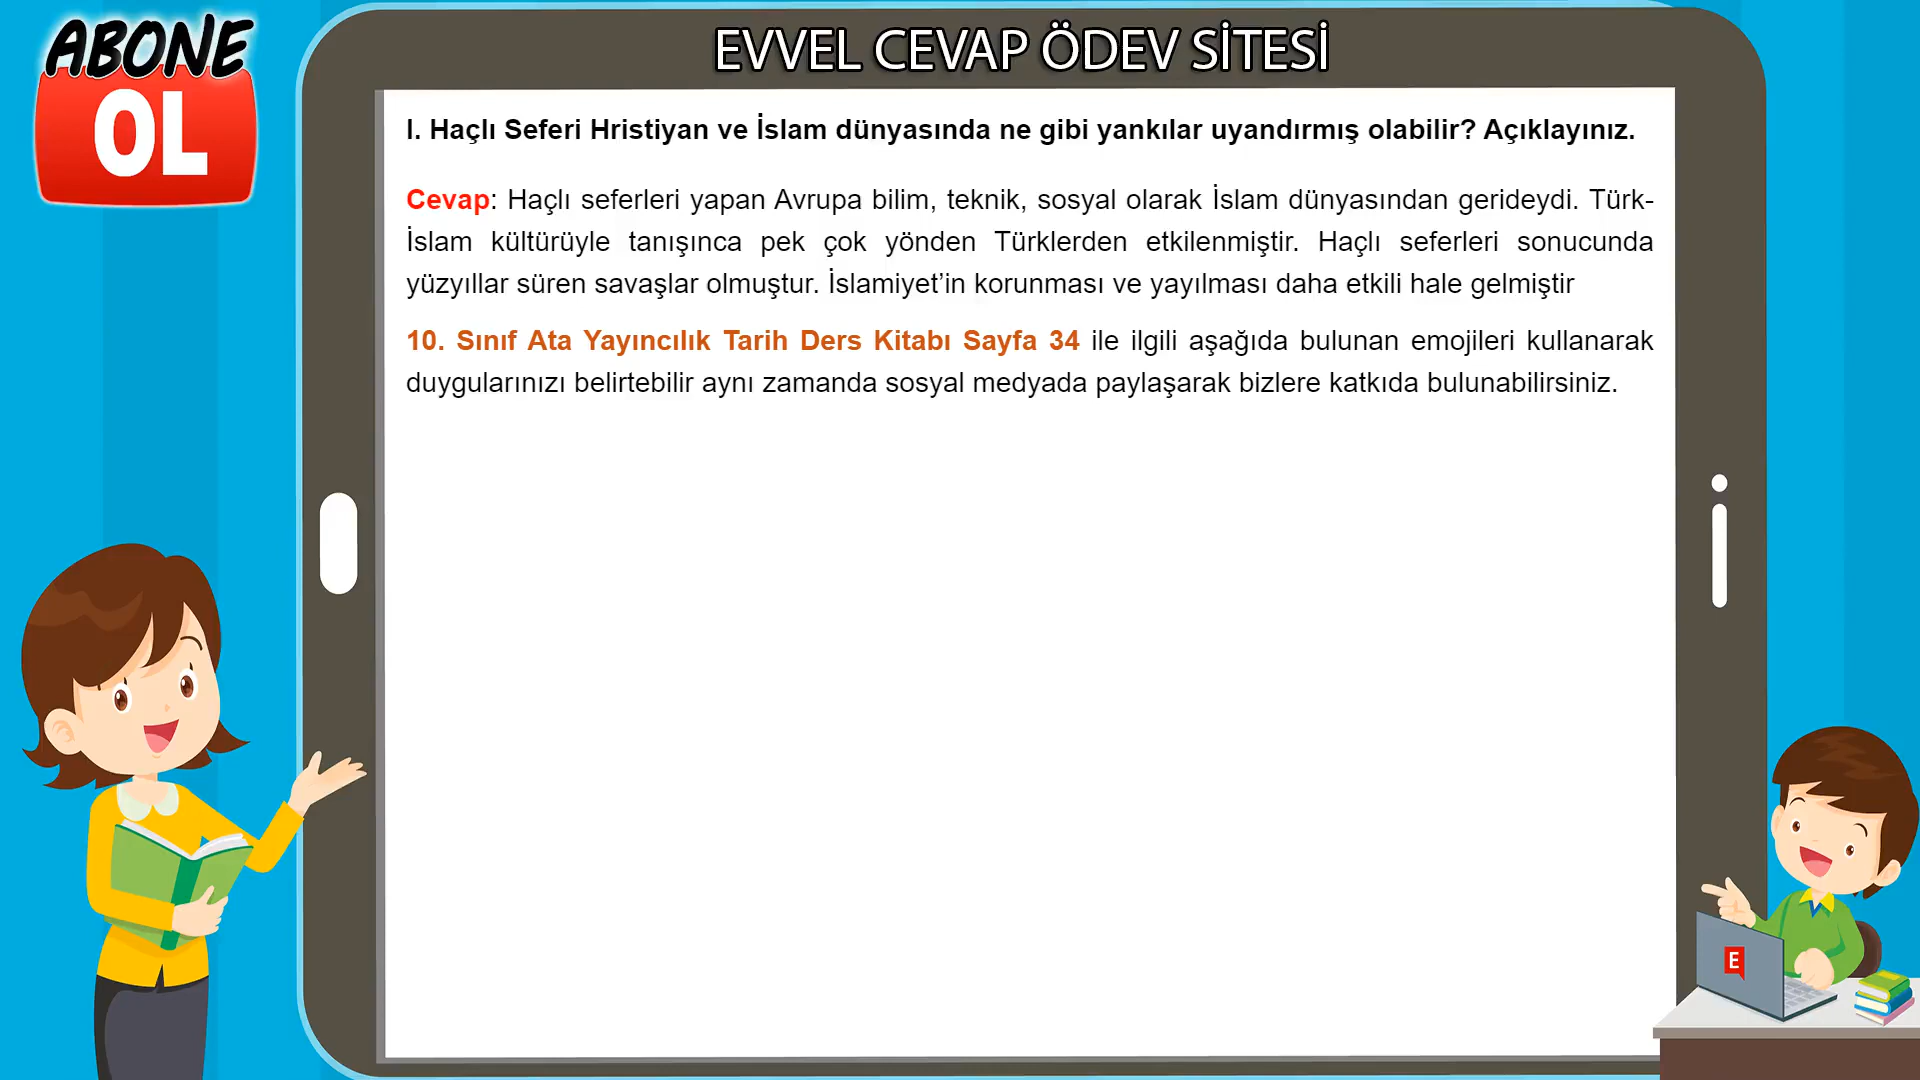 ABONE
OL
EVVEL CEVAP ÖDEV SİTESİ
I. Haçlı Seferi Hristiyan ve İslam dünyasında ne gibi yankılar uyandırmış olabilir? Açıklayınız.
Cevap: Haçlı seferleri yapan Avrupa bilim, teknik, sosyal olarak İslam dünyasından gerideydi. Türk-
İslam kültürüyle tanışınca pek çok yönden Türklerden etkilenmiştir. Haçlı seferleri sonucunda
yüzyıllar süren savaşlar olmuştur. İslamiyet’in korunması ve yayılması daha etkili hale gelmiştir
10. Sınıf Ata Yayıncılık Tarih Ders Kitabı Sayfa 34 ile ilgili aşağıda bulunan emojileri kullanarak
duygularınızı belirtebilir aynı zamanda sosyal medyada paylaşarak bizlere katkıda bulunabilirsiniz.
E